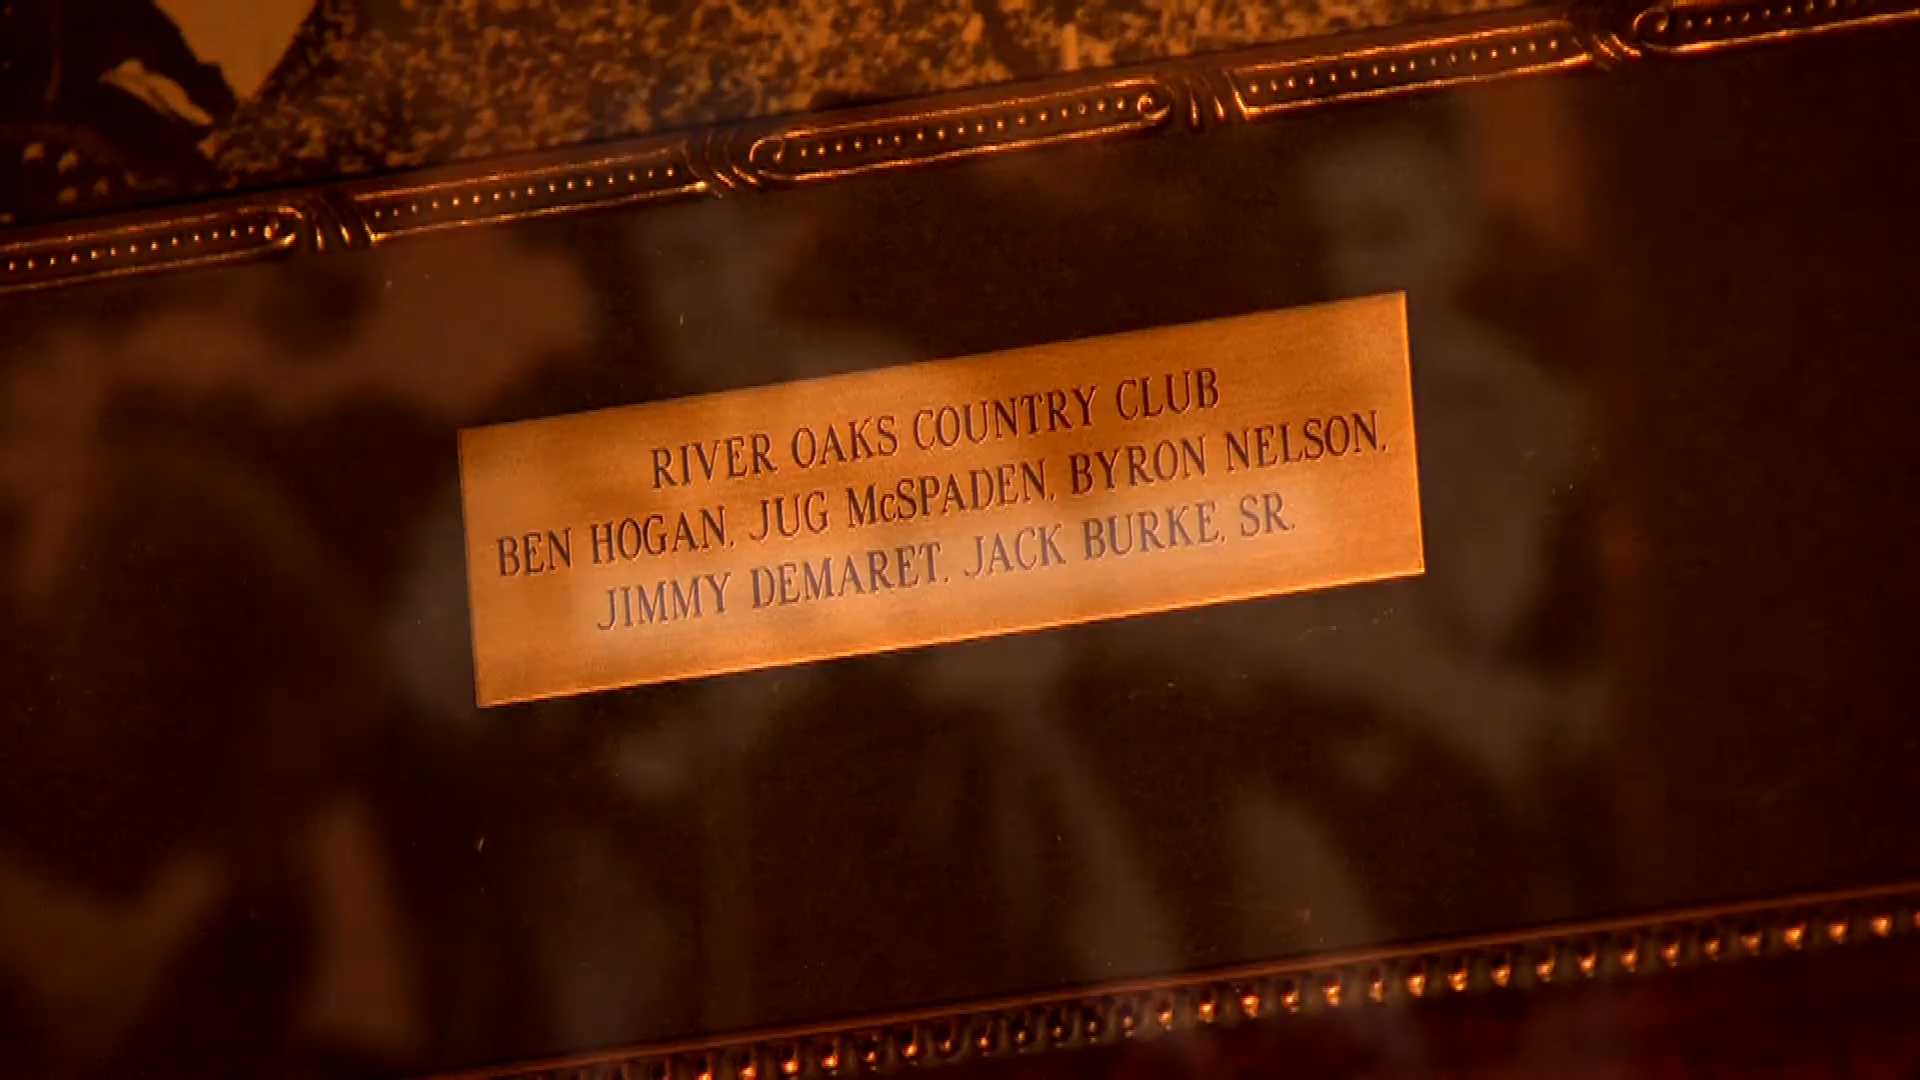 RIVER OAKS COUNTRY CLUB
BEN HOGAN, JUG McSPADEN, BYRON NELSON,
JIMMY DEMARET, JACK BURKE, SR.